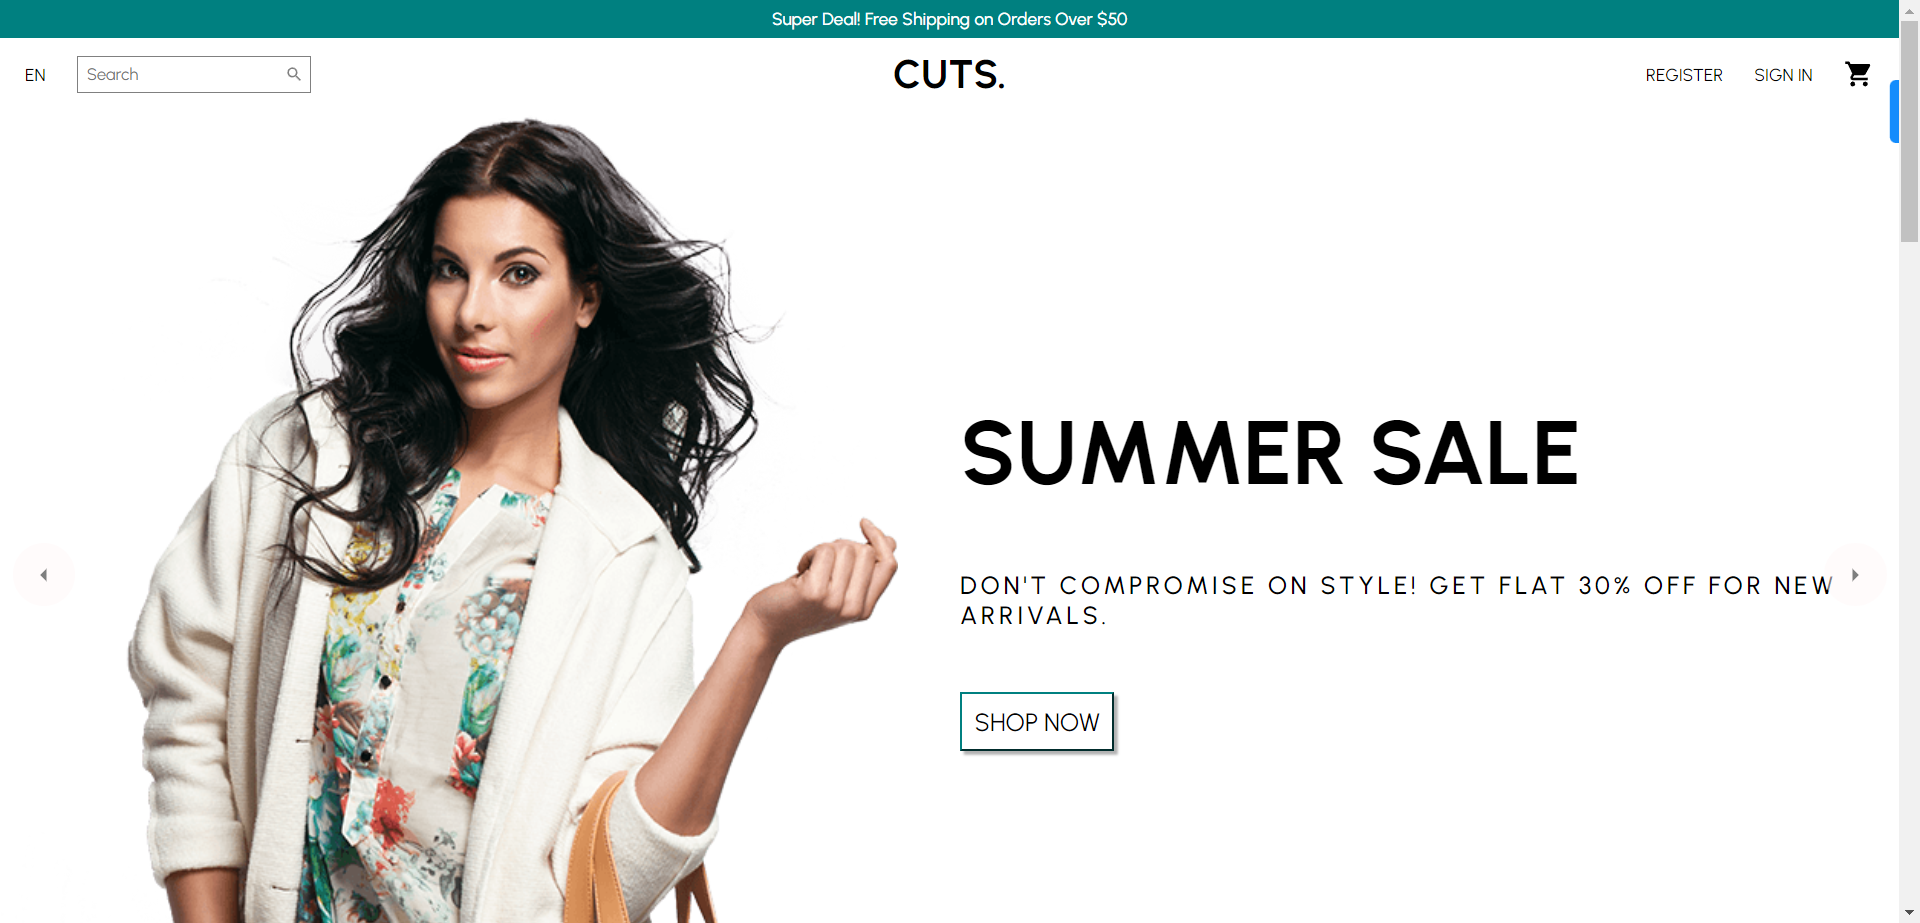 Super Deal! Free Shipping on Orders Over $50
EN
Search
CUTS.
REGISTER
SIGN IN
SUMMER SALE
DON'T COMPROMISE ON STYLE! GET FLAT 30% OFF FOR NEW
ARRIVALS.
SHOP NOW